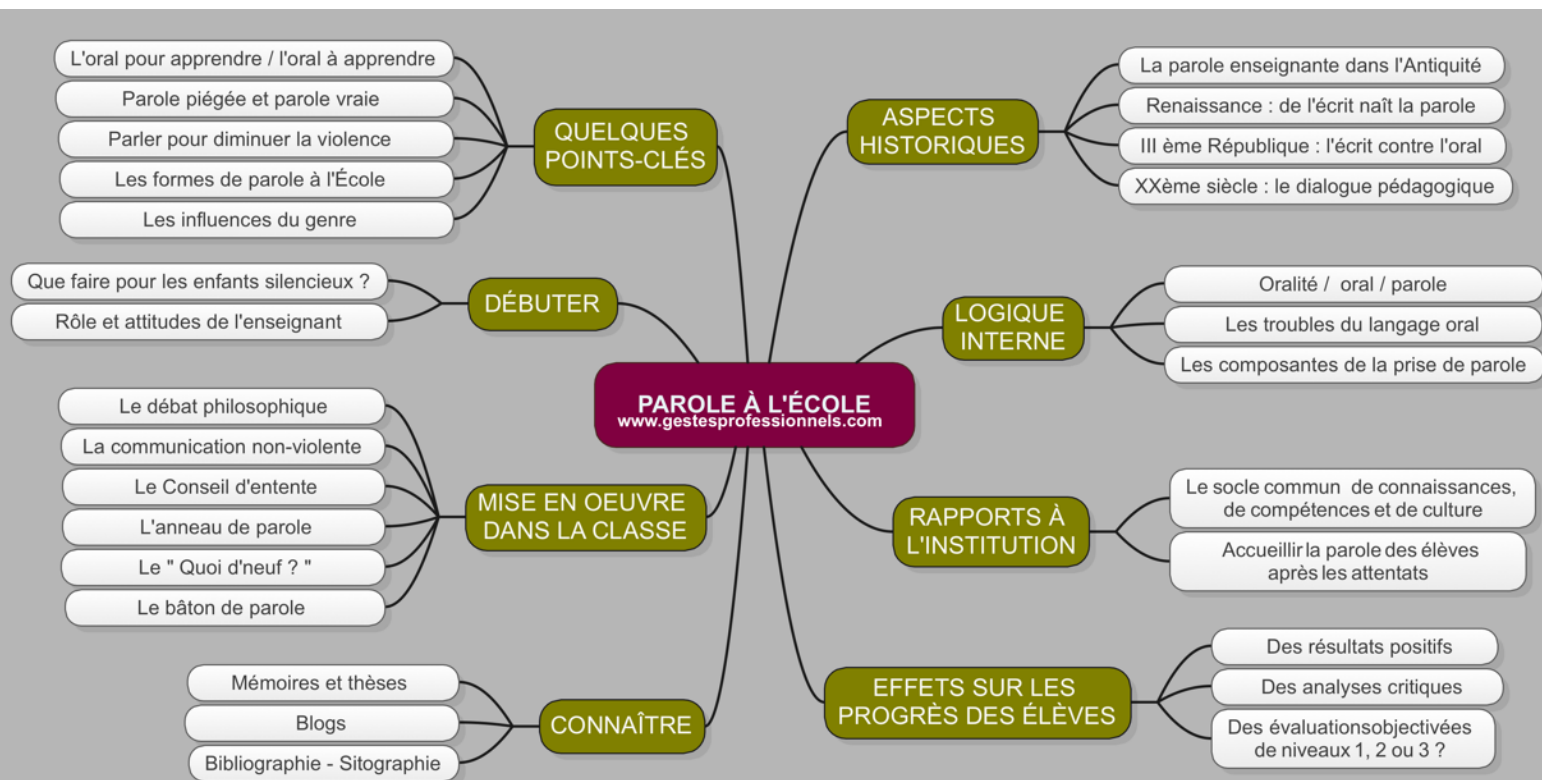 PAROLE À L'ÉCOLE
www.gestesprofessionnels.com
QUELQUES
POINTS-CLÉS
L'oral pour apprendre / l'oral à apprendre
Parole piégée et parole vraie
Parler pour diminuer la violence
Les formes de parole à l'École
Les influences du genre
DÉBUTER
Que faire pour les enfants silencieux ?
Rôle et attitudes de l'enseignant
MISE EN OEUVRE
DANS LA CLASSE
Le débat philosophique
La communication non-violente
Le Conseil d'entente
L'anneau de parole
Le " Quoi d'neuf ? "
Le bâton de parole
CONNAÎTRE
Mémoires et thèses
Blogs
Bibliographie - Sitographie
ASPECTS
HISTORIQUES
La parole enseignante dans l'Antiquité
Renaissance : de l'écrit naît la parole
III ème République : l'écrit contre l'oral
XXème siècle : le dialogue pédagogique
LOGIQUE
INTERNE
Oralité / oral / parole
Les troubles du langage oral
Les composantes de la prise de parole
RAPPORTS À
L'INSTITUTION
Le socle commun de connaissances,
de compétences et de culture
Accueillir la parole des élèves
après les attentats
EFFETS SUR LES
PROGRÈS DES ÉLÈVES
Des résultats positifs
Des analyses critiques
Des évaluationsobjectivées
de niveaux 1, 2 ou 3 ?